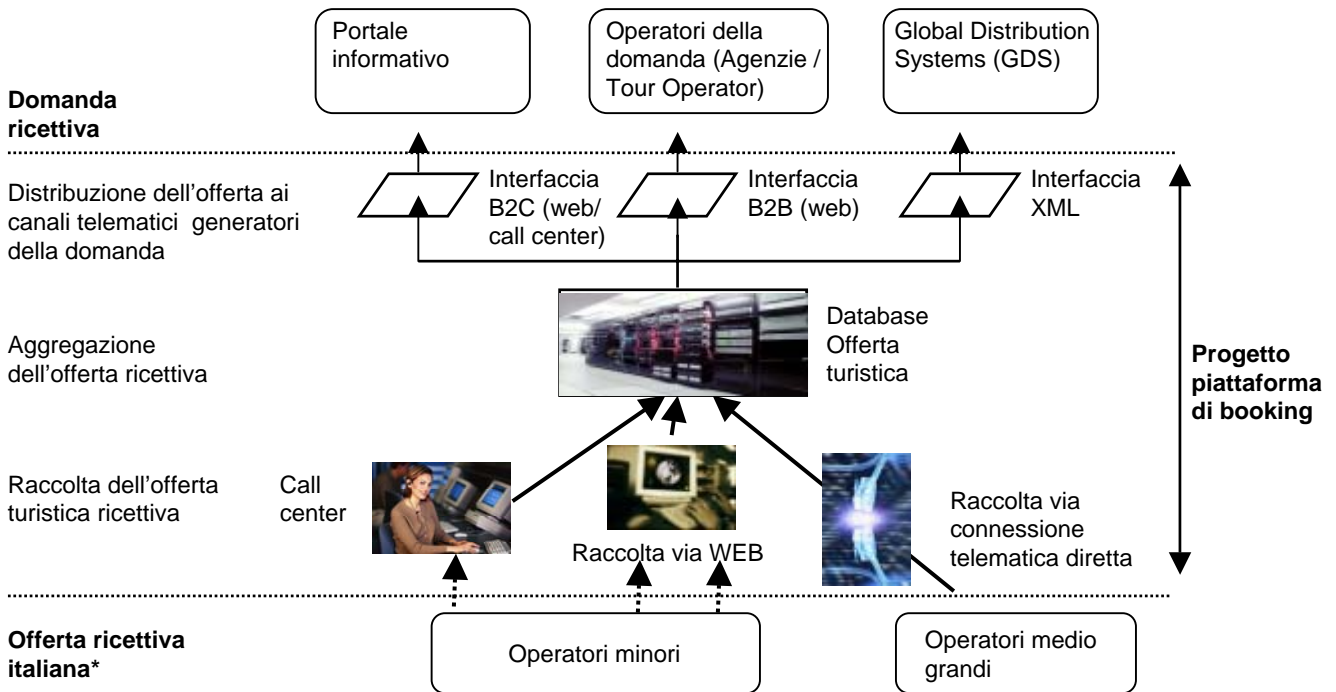 Portale
informativo
Operatori della
domanda (Agenzie /
Tour Operator)
Global Distribution
Systems (GDS)
Domanda
ricettiva
Distribuzione dell'offerta ai
canali telematici generatori
della domanda
Interfaccia
B2C (web/
call center)
Interfaccia
B2B (web)
Interfaccia
XML
Aggregazione
dell'offerta ricettiva
Database
Offerta
turistica
Progetto
piattaforma
di booking
Raccolta dell'offerta
turistica ricettiva
Call
center
Raccolta via WEB
Raccolta via
connessione
telematica diretta
Offerta ricettiva
italiana*
Operatori minori
Operatori medio
grandi